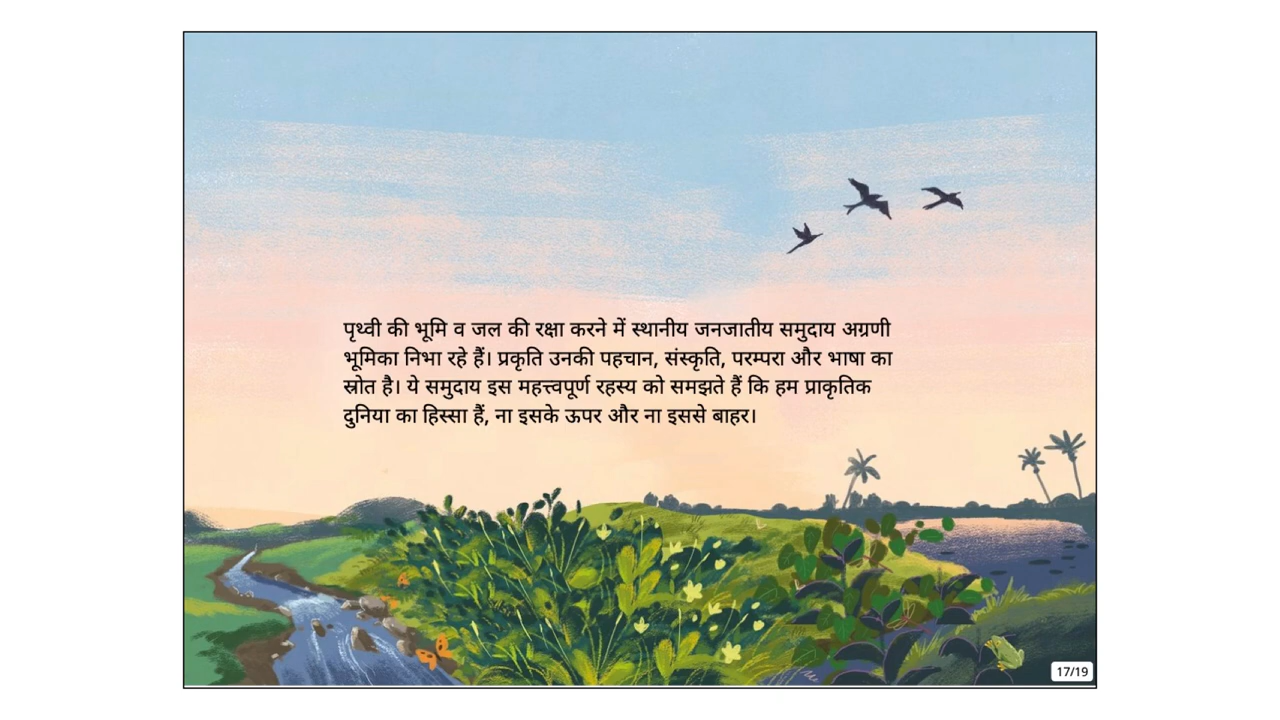 पृथ्वी की भूमि व जल की रक्षा करने में स्थानीय जनजातीय समुदाय अग्रणी
भूमिका निभा रहे हैं। प्रकृति उनकी पहचान, संस्कृति, परम्परा और भाषा का
स्रोत है। ये समुदाय इस महत्त्वपूर्ण रहस्य को समझते हैं कि हम प्राकृतिक
दुनिया का हिस्सा हैं, ना इसके ऊपर और ना इससे बाहर।
17/19